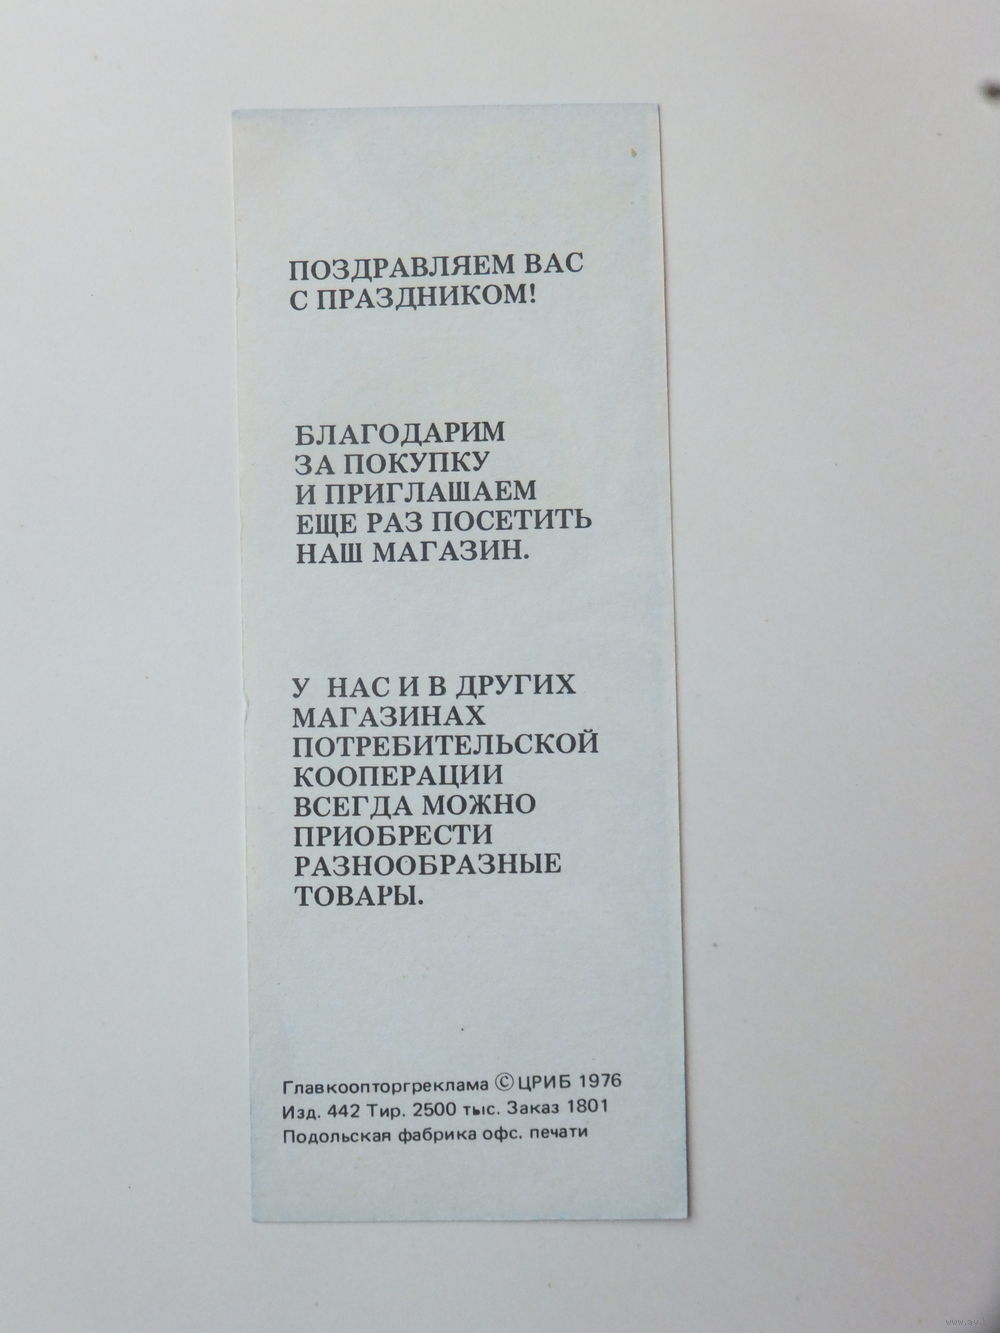 ПОЗДРАВЛЯЕМ ВАС
С ПРАЗДНИКОМ!
БЛАГОДАРИМ
ЗА ПОКУПКУ
И ПРИГЛАШАЕМ
ЕЩЕ РАЗ ПОСЕТИТЬ
НАШ МАГАЗИН.
У НАС И В ДРУГИХ
МАГАЗИНАХ
ПОТРЕБИТЕЛЬСКОЙ
КООПЕРАЦИИ
ВСЕГДА МОЖНО
ПРИОБРЕСТИ
РАЗНООБРАЗНЫЕ
ТОВАРЫ.
Главкоопторгреклама © ЦРИБ 1976
Изд. 442 Тир. 2500 тыс. Заказ 1801
Подольская фабрика офс. печати